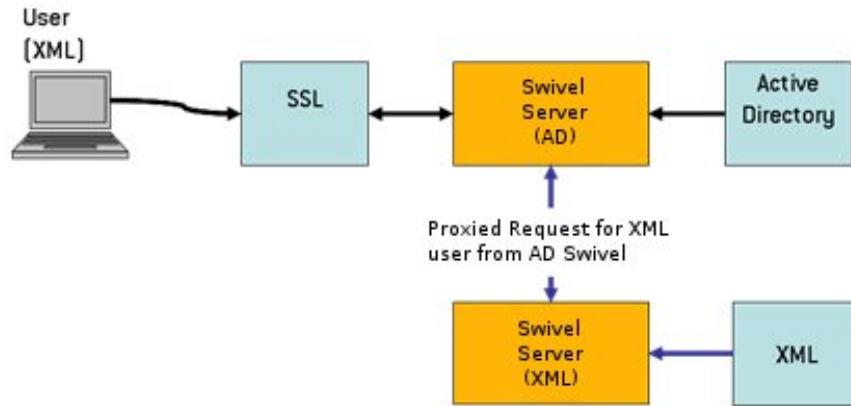 User
(XML)
SSL
Swivel
Server
(AD)
Active
Directory
Proxied Request for XML
user from AD Swivel
Swivel
Server
(XML)
XML